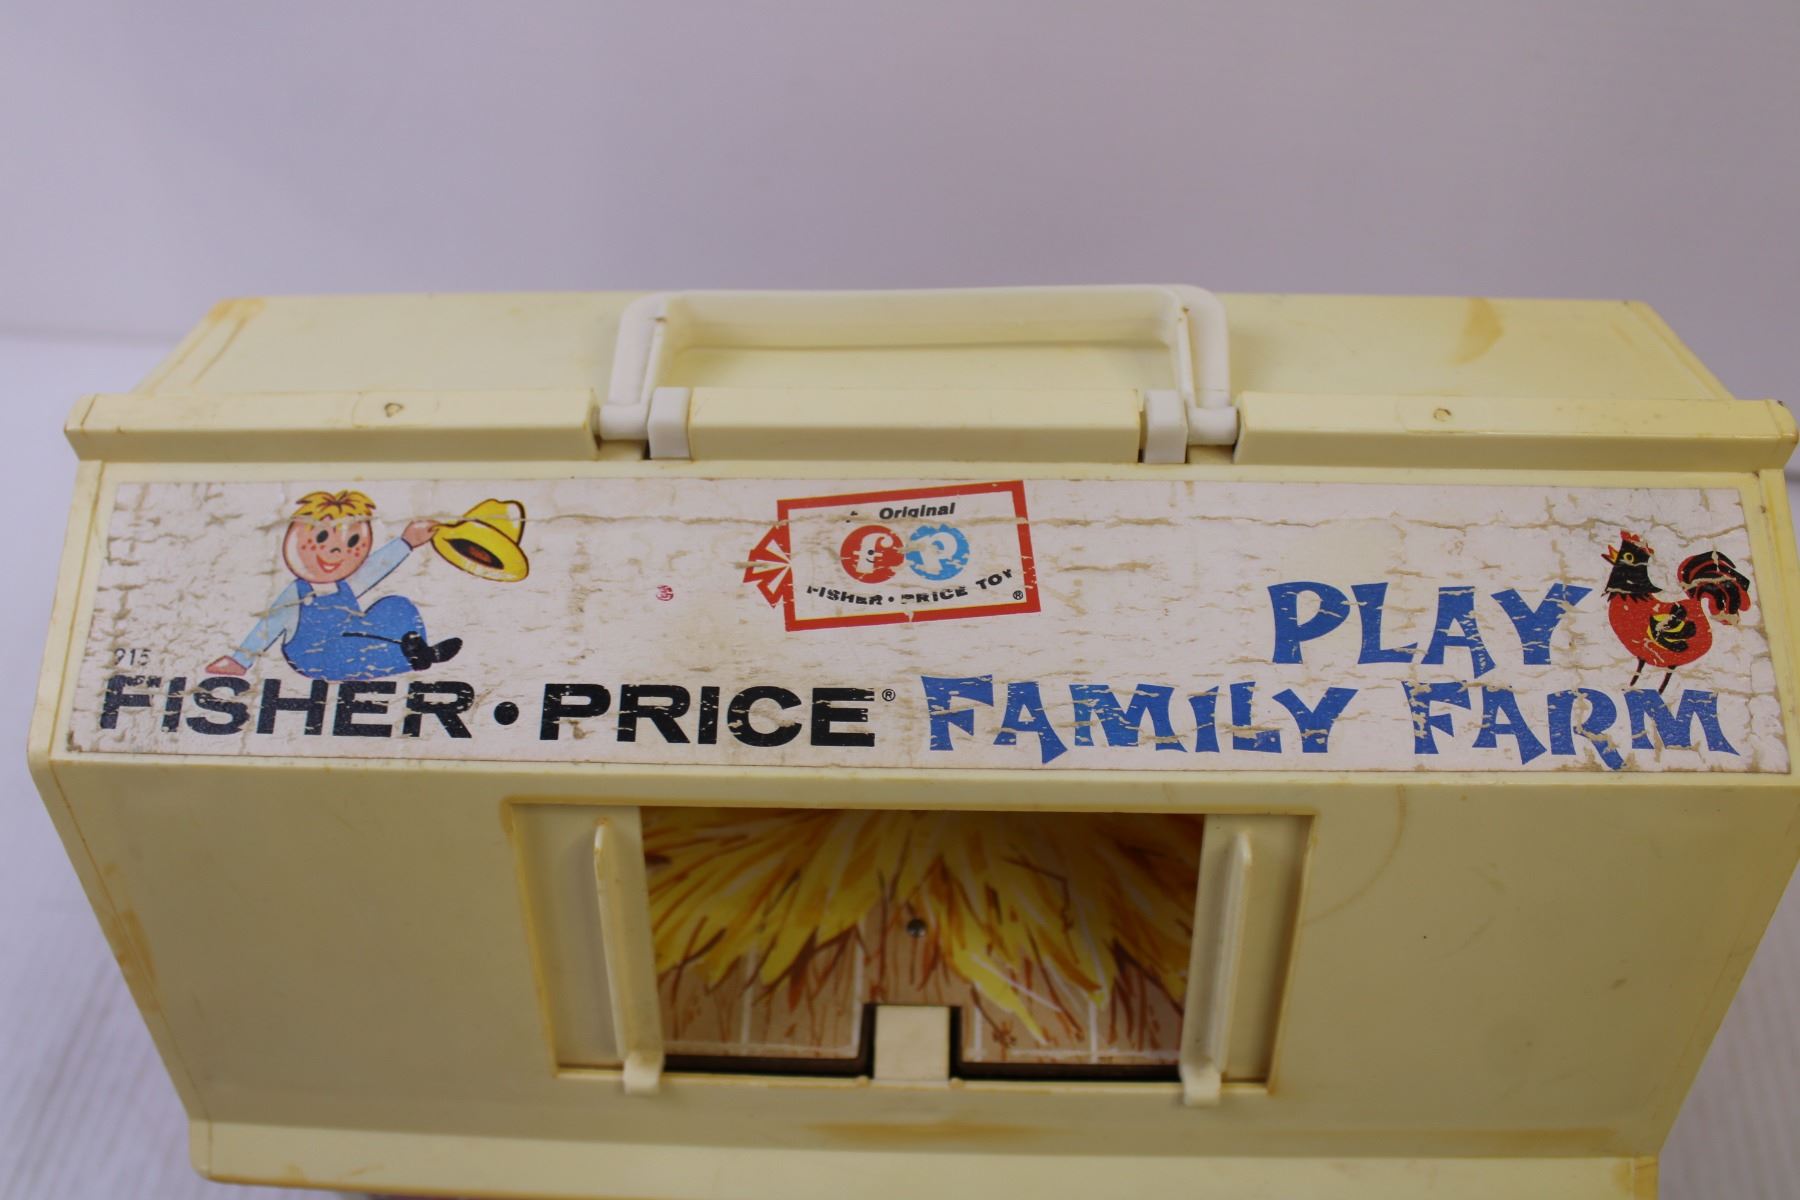 Original
fp
FISHER • PRICE TOY ®
PLAY
915
FISHER • PRICE® FAMILY FARM